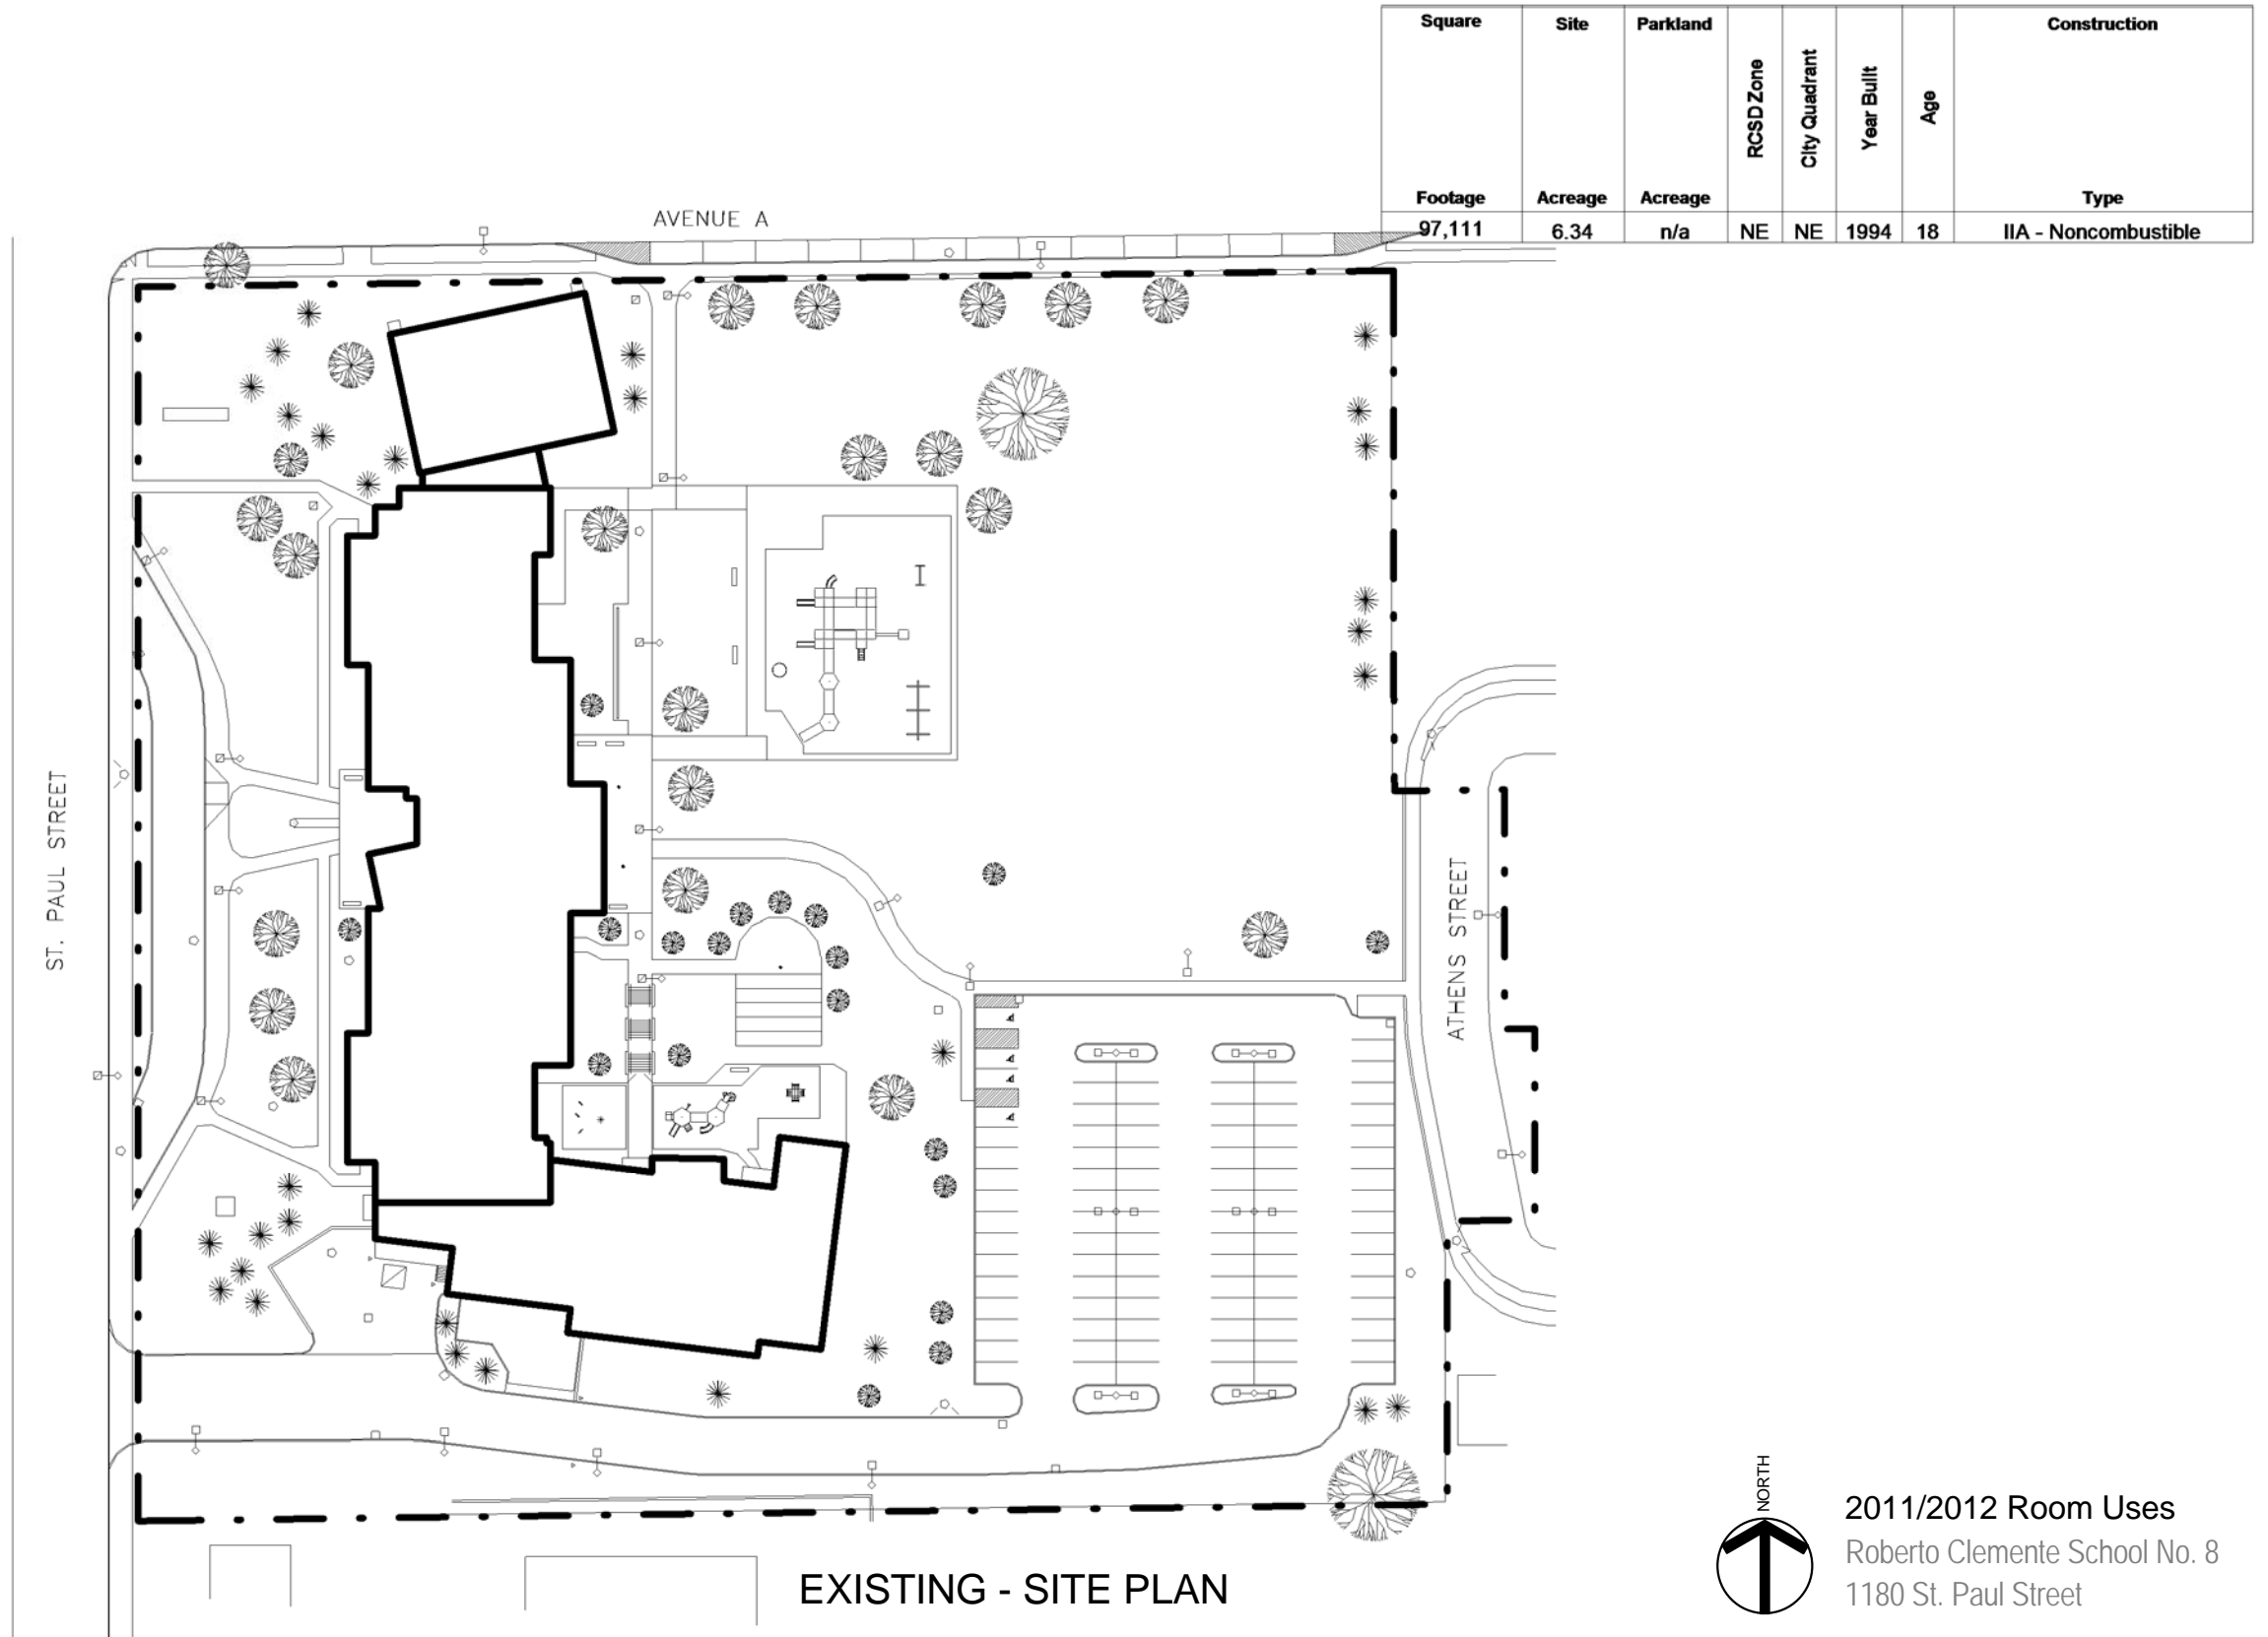 Square Footage
Site Acreage
Parkland Acreage
RCSD Zone
City Quadrant
Year Built
Age
Construction Type
97,111 6.34 n/a NE NE 1994 18 IIA - Noncombustible
AVENUE A
ST. PAUL STREET
ATHENS STREET
EXISTING - SITE PLAN
NORTH
2011/2012 Room Uses
Roberto Clemente School No. 8
1180 St. Paul Street